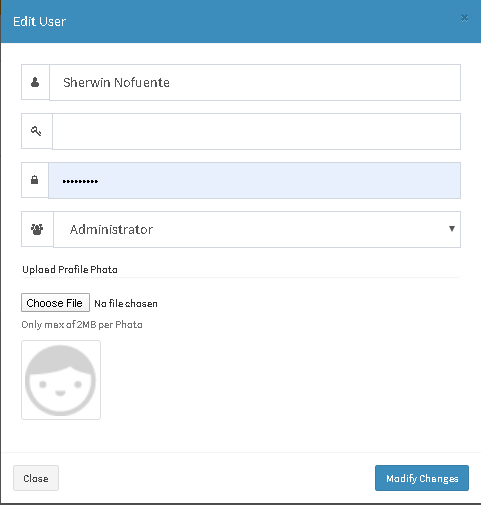 Edit User
×
Sherwin Nofuente
•••••••••
Administrator
Upload Profile Photo
Choose File No file chosen
Only max of 2MB per Photo
Close
Modify Changes